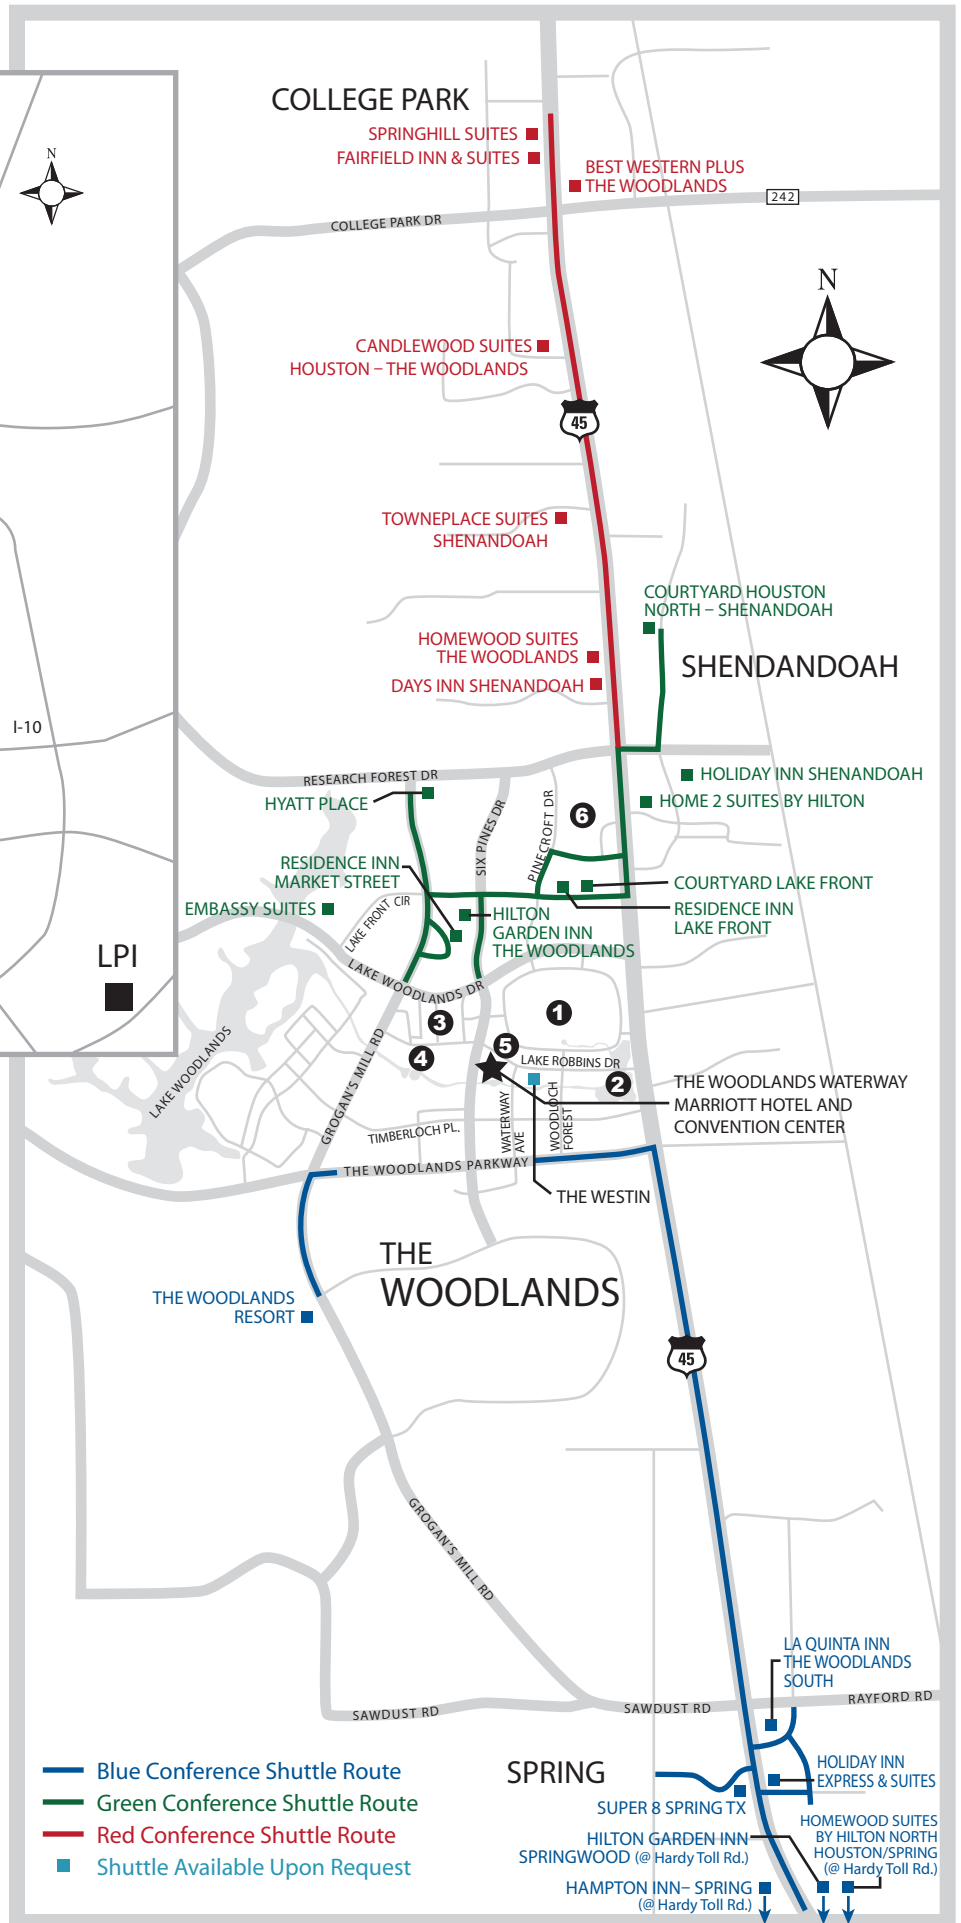 COLLEGE PARK
SPRINGHILL SUITES
FAIRFIELD INN & SUITES
BEST WESTERN PLUS
THE WOODLANDS
242
COLLEGE PARK DR
N
N
CANDLEWOOD SUITES
HOUSTON – THE WOODLANDS
45
TOWNEPLACE SUITES
SHENANDOAH
COURTYARD HOUSTON
NORTH – SHENANDOAH
HOMEWOOD SUITES
THE WOODLANDS
SHENDANDOAH
DAYS INN SHENANDOAH
I-10
RESEARCH FOREST DR
HOLIDAY INN SHENANDOAH
HYATT PLACE
HOME 2 SUITES BY HILTON
SIX PINES DR
PINECROFT DR
6
RESIDENCE INN
MARKET STREET
COURTYARD LAKE FRONT
EMBASSY SUITES
LAKE FRONT CIR
RESIDENCE INN
LAKE FRONT
HILTON
GARDEN INN
THE WOODLANDS
LPI
LAKE WOODLANDS DR
1
3
5
4
LAKE ROBBINS DR
2
LAKE WOODLANDS
GROGAN'S MILL RD
THE WOODLANDS WATERWAY
MARRIOTT HOTEL AND
CONVENTION CENTER
TIMBERLOCH PL.
WATERWAY
AVE
WOODLOCH
FOREST
THE WOODLANDS PARKWAY
THE WESTIN
THE
WOODLANDS
THE WOODLANDS
RESORT
45
GROGAN'S MILL RD
LA QUINTA INN
THE WOODLANDS
SOUTH
SAWDUST RD
SAWDUST RD
RAYFORD RD
SPRING
HOLIDAY INN
EXPRESS & SUITES
SUPER 8 SPRING TX
HOMEWOOD SUITES
BY HILTON NORTH
HOUSTON/SPRING
(@ Hardy Toll Rd.)
HILTON GARDEN INN
SPRINGWOOD (@ Hardy Toll Rd.)
HAMPTON INN– SPRING
(@ Hardy Toll Rd.)
Blue Conference Shuttle Route
Green Conference Shuttle Route
Red Conference Shuttle Route
Shuttle Available Upon Request